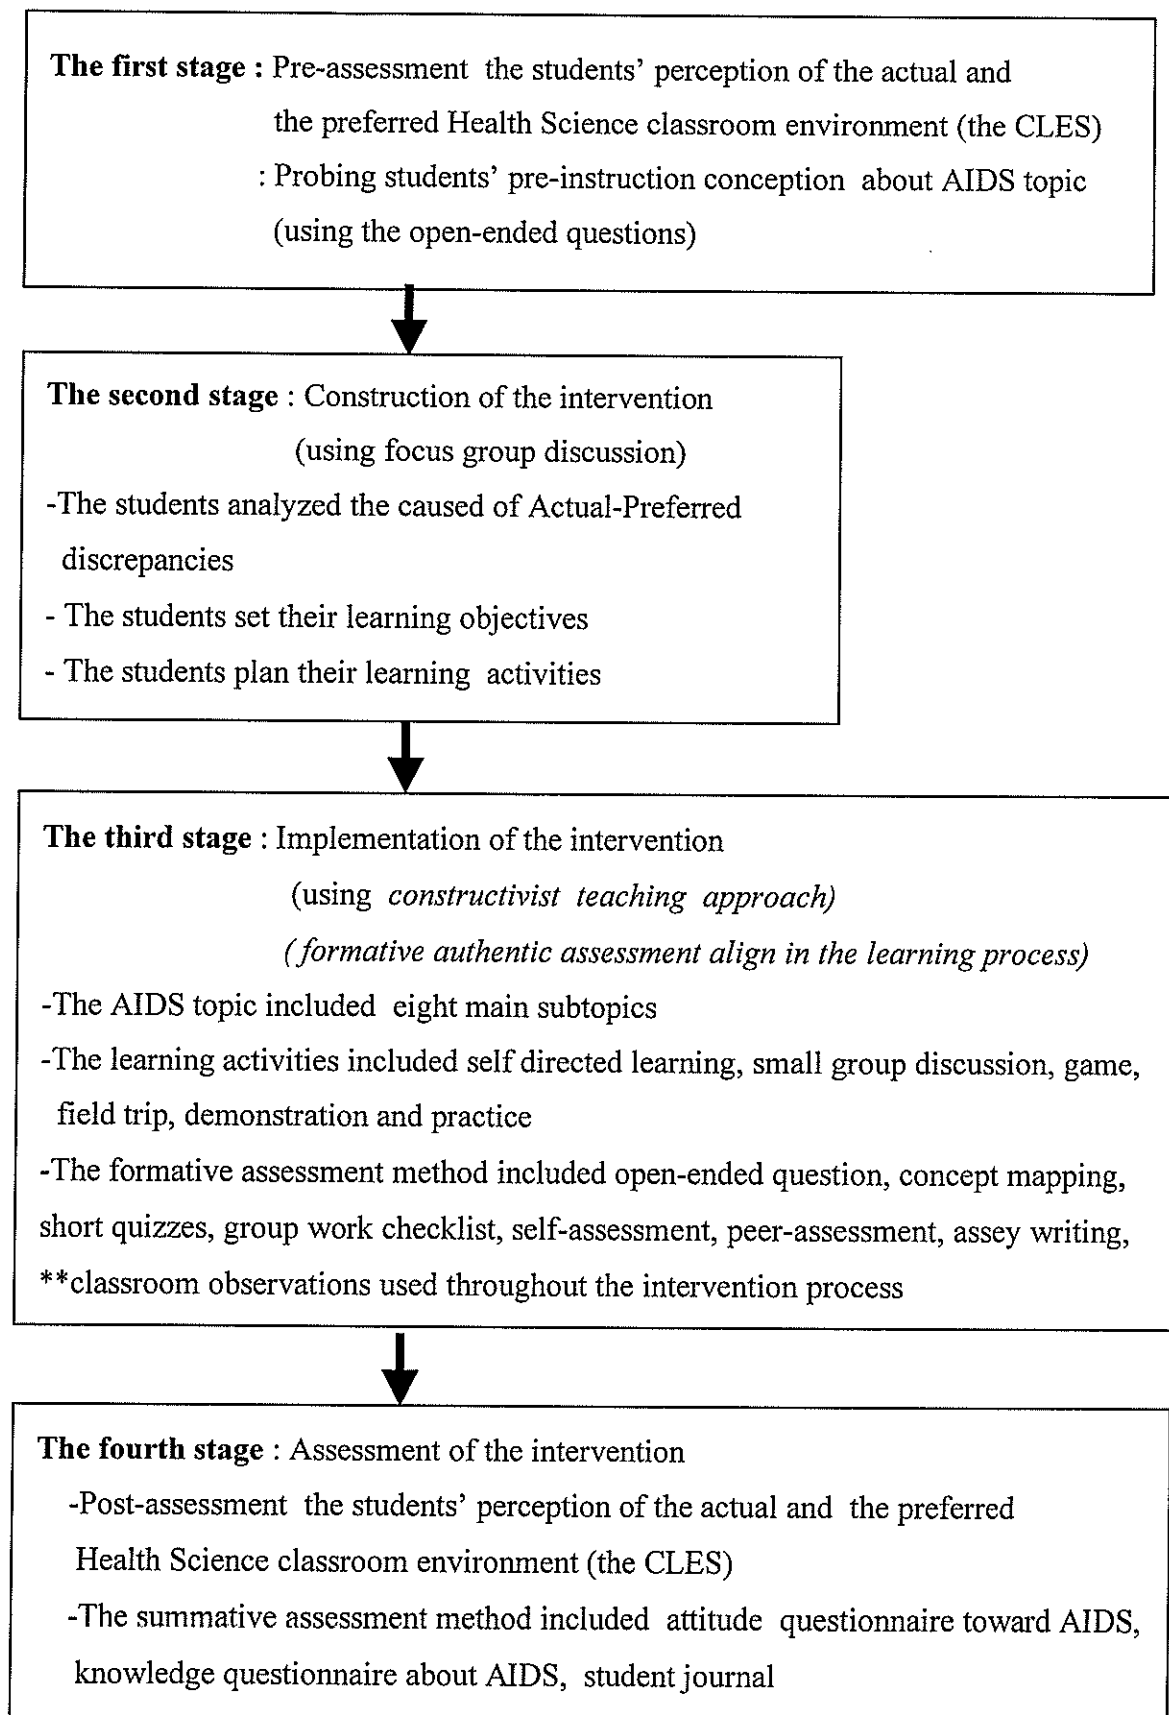 The first stage : Pre-assessment the students' perception of the actual and
the preferred Health Science classroom environment (the CLES)
: Probing students' pre-instruction conception about AIDS topic
(using the open-ended questions)
The second stage : Construction of the intervention
(using focus group discussion)
-The students analyzed the caused of Actual-Preferred
discrepancies
- The students set their learning objectives
- The students plan their learning activities
The third stage : Implementation of the intervention
(using constructivist teaching approach)
(formative authentic assessment align in the learning process)
-The AIDS topic included eight main subtopics
-The learning activities included self directed learning, small group discussion, game,
field trip, demonstration and practice
-The formative assessment method included open-ended question, concept mapping,
short quizzes, group work checklist, self-assessment, peer-assessment, assey writing,
**classroom observations used throughout the intervention process
The fourth stage : Assessment of the intervention
-Post-assessment the students' perception of the actual and the preferred
Health Science classroom environment (the CLES)
-The summative assessment method included attitude questionnaire toward AIDS,
knowledge questionnaire about AIDS, student journal